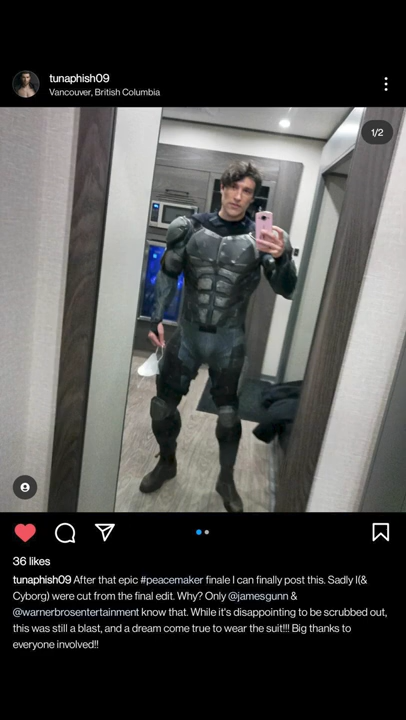 tunaphish09
Vancouver, British Columbia
1/2
36 likes
tunaphish09 After that epic #peacemaker finale I can finally post this. Sadly I(&
Cyborg) were cut from the final edit. Why? Only @jamesgunn &
@warnerbrosentertainment know that. While it's disappointing to be scrubbed out,
this was still a blast, and a dream come true to wear the suit!!! Big thanks to
everyone involved!!